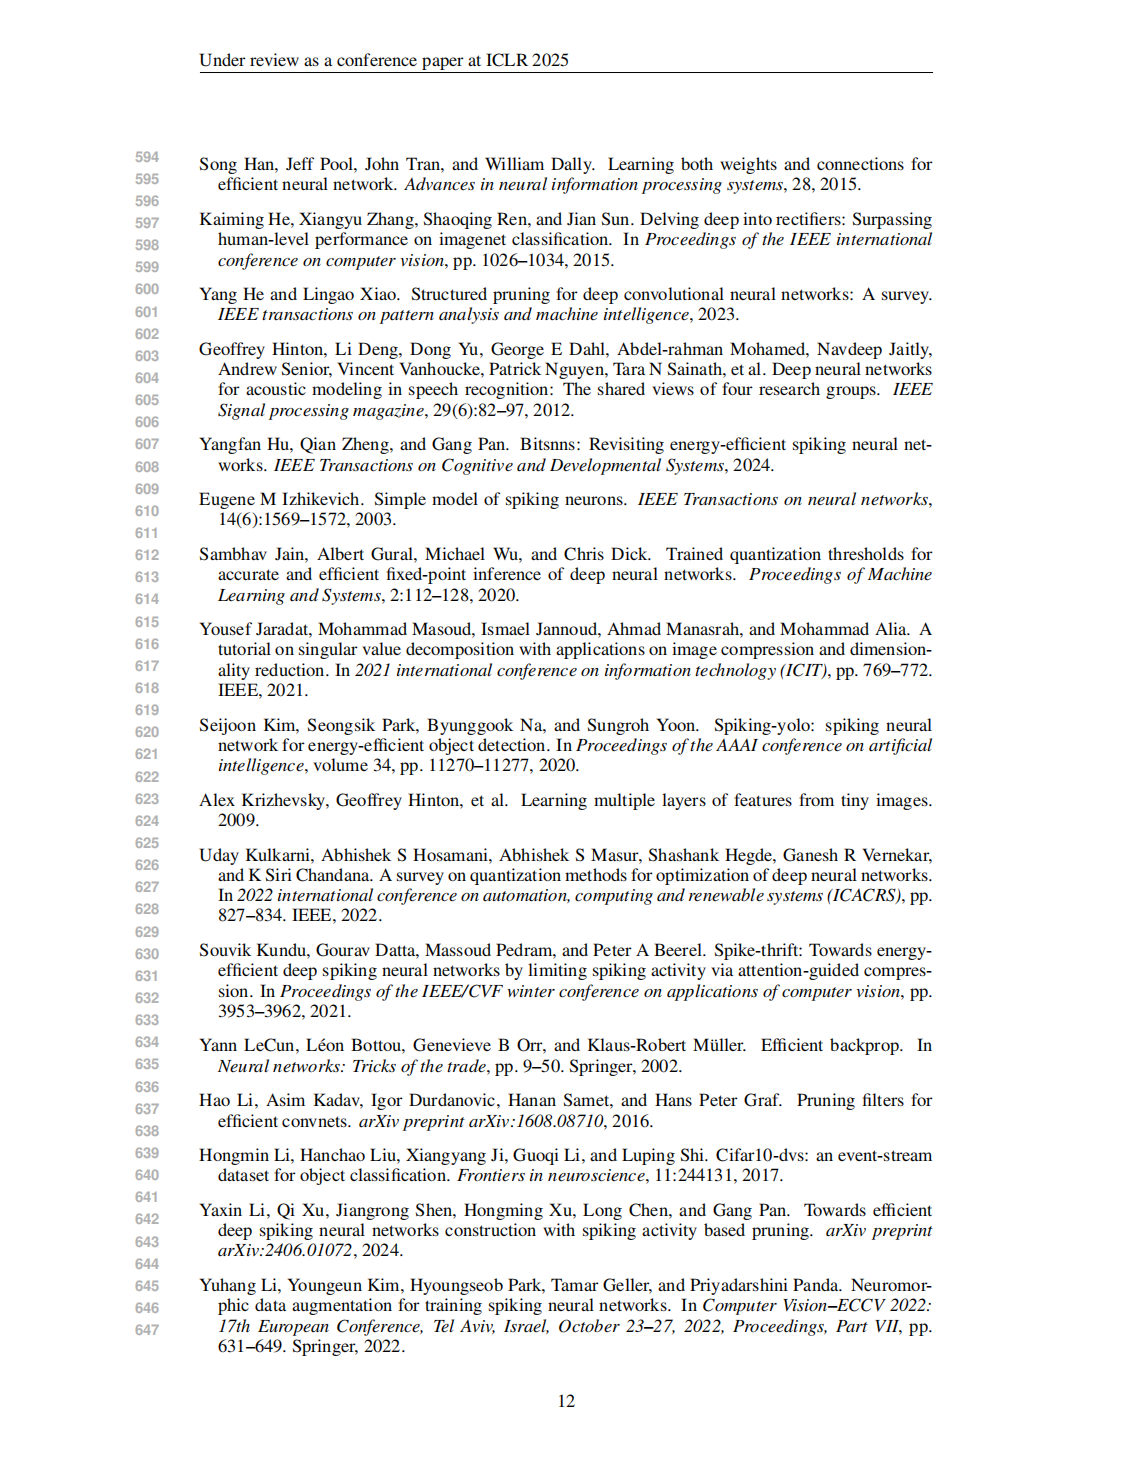 Under review as a conference paper at ICLR 2025
594
595
596
597
598
599
600
601
602
603
604
605
606
607
608
609
610
611
612
613
614
615
616
617
618
619
620
621
622
623
624
625
626
627
628
629
630
631
632
633
634
635
636
637
638
639
640
641
642
643
644
645
646
647
Song Han, Jeff Pool, John Tran, and William Dally. Learning both weights and connections for
efficient neural network. Advances in neural information processing systems, 28, 2015.
Kaiming He, Xiangyu Zhang, Shaoqing Ren, and Jian Sun. Delving deep into rectifiers: Surpassing
human-level performance on imagenet classification. In Proceedings of the IEEE international
conference on computer vision, pp. 1026–1034, 2015.
Yang He and Lingao Xiao. Structured pruning for deep convolutional neural networks: A survey.
IEEE transactions on pattern analysis and machine intelligence, 2023.
Geoffrey Hinton, Li Deng, Dong Yu, George E Dahl, Abdel-rahman Mohamed, Navdeep Jaitly,
Andrew Senior, Vincent Vanhoucke, Patrick Nguyen, Tara N Sainath, et al. Deep neural networks
for acoustic modeling in speech recognition: The shared views of four research groups. IEEE
Signal processing magazine, 29(6):82–97, 2012.
Yangfan Hu, Qian Zheng, and Gang Pan. Bitsnns: Revisiting energy-efficient spiking neural net-
works. IEEE Transactions on Cognitive and Developmental Systems, 2024.
Eugene M Izhikevich. Simple model of spiking neurons. IEEE Transactions on neural networks,
14(6):1569–1572, 2003.
Sambhav Jain, Albert Gural, Michael Wu, and Chris Dick. Trained quantization thresholds for
accurate and efficient fixed-point inference of deep neural networks. Proceedings of Machine
Learning and Systems, 2:112–128, 2020.
Yousef Jaradat, Mohammad Masoud, Ismael Jannoud, Ahmad Manasrah, and Mohammad Alia. A
tutorial on singular value decomposition with applications on image compression and dimension-
ality reduction. In 2021 international conference on information technology (ICIT), pp. 769–772.
IEEE, 2021.
Seijoon Kim, Seongsik Park, Byunggook Na, and Sungroh Yoon. Spiking-yolo: spiking neural
network for energy-efficient object detection. In Proceedings of the AAAI conference on artificial
intelligence, volume 34, pp. 11270–11277, 2020.
Alex Krizhevsky, Geoffrey Hinton, et al. Learning multiple layers of features from tiny images.
2009.
Uday Kulkarni, Abhishek S Hosamani, Abhishek S Masur, Shashank Hegde, Ganesh R Vernekar,
and K Siri Chandana. A survey on quantization methods for optimization of deep neural networks.
In 2022 international conference on automation, computing and renewable systems (ICACRS), pp.
827–834. IEEE, 2022.
Souvik Kundu, Gourav Datta, Massoud Pedram, and Peter A Beerel. Spike-thrift: Towards energy-
efficient deep spiking neural networks by limiting spiking activity via attention-guided compres-
sion. In Proceedings of the IEEE/CVF winter conference on applications of computer vision, pp.
3953–3962, 2021.
Yann LeCun, Léon Bottou, Genevieve B Orr, and Klaus-Robert Müller. Efficient backprop. In
Neural networks: Tricks of the trade, pp. 9–50. Springer, 2002.
Hao Li, Asim Kadav, Igor Durdanovic, Hanan Samet, and Hans Peter Graf. Pruning filters for
efficient convnets. arXiv preprint arXiv:1608.08710, 2016.
Hongmin Li, Hanchao Liu, Xiangyang Ji, Guoqi Li, and Luping Shi. Cifar10-dvs: an event-stream
dataset for object classification. Frontiers in neuroscience, 11:244131, 2017.
Yaxin Li, Qi Xu, Jiangrong Shen, Hongming Xu, Long Chen, and Gang Pan. Towards efficient
deep spiking neural networks construction with spiking activity based pruning. arXiv preprint
arXiv:2406.01072, 2024.
Yuhang Li, Youngeun Kim, Hyoungseob Park, Tamar Geller, and Priyadarshini Panda. Neuromor-
phic data augmentation for training spiking neural networks. In Computer Vision–ECCV 2022:
17th European Conference, Tel Aviv, Israel, October 23–27, 2022, Proceedings, Part VII, pp.
631–649. Springer, 2022.
12